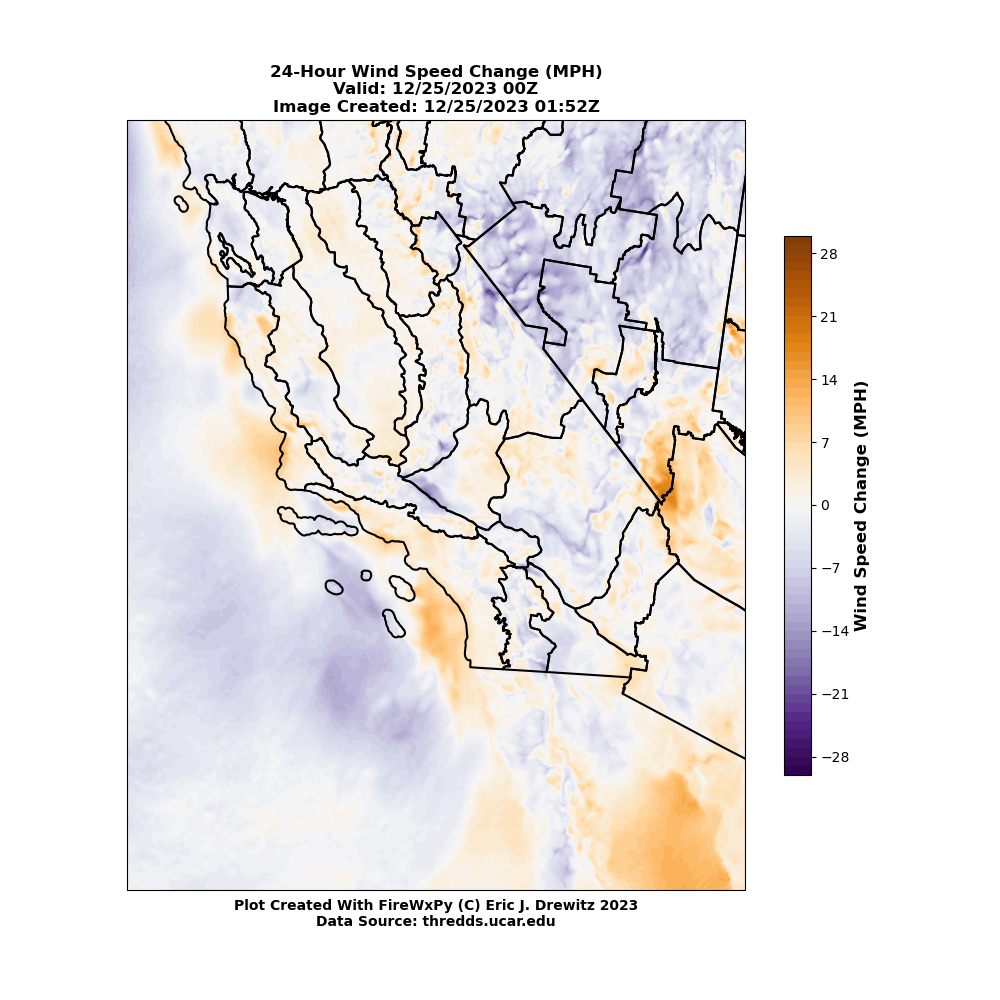 24-Hour Wind Speed Change (MPH)
Valid: 12/25/2023 00Z
Image Created: 12/25/2023 01:52Z
28
21
14
7
0
−7
−14
−21
−28
Wind Speed Change (MPH)
Plot Created With FireWxPy (C) Eric J. Drewitz 2023
Data Source: thredds.ucar.edu